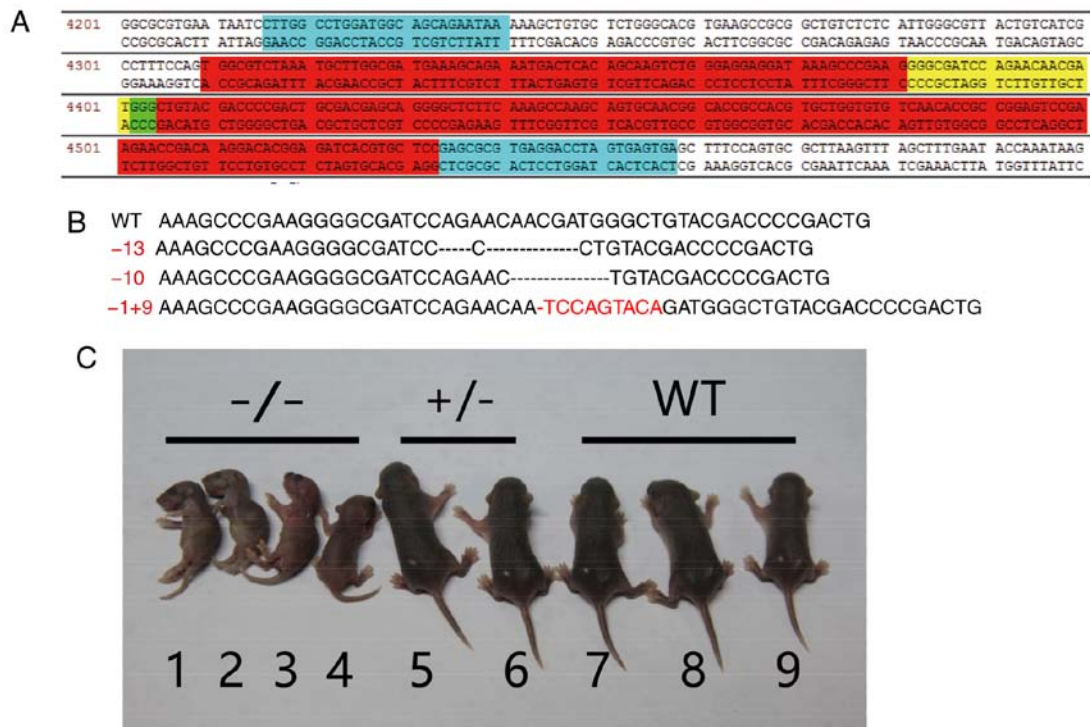 A
4201 GGCGCGTGAA TAATCCTTGG CCTGGATGGC AGCAGAATAA AAAGCTGTGC TCTGGGCACG TGAAGCCGCG GCTGTCTCTC ATTGGGCGTT ACTGTCATCG
CCGCGCACTT ATTAGGAACC GGACCTACCG TCGTCTTATT TTTCGACACG AGACCCGTGC ACTTCGGCGC CGACAGAGAG TAACCCGCAA TGACAGTAGC
4301 CCTTTCCAGT GGCGTCTAAA TGCTTGGCGA TGAAAGCAGA AATGACTCAC AGCAAGTCTG GGAGGAGGAT AAAGCCCGAA GGGGCGATCC AGAACAACGA
GGAAAGGTCA CCGCAGATTT ACGAACCGCT ACTTTCGTCT TTACTGAGTG TCGTTCAGAC CCTCCTCCTA TTTCGGGCTT CCCCGCTAGG TCTTGTTGCT
4401 TGGGCTGTAC GACCCCGACT GCGACGAGCA GGGGCTCTTC AAAGCCAAGC AGTGCAACGG CACCGCCACG TGCTGGTGTG TCAACACCGC CGGAGTCCGA
ACCCGACATG CTGGGGCTGA CGCTGCTCGT CCCCGAGAAG TTTCGGTTCG TCACGTTGCC GTGGCGGTGC ACGACCACAC AGTTGTGGCG GCCTCAGGCT
4501 AGAACCGACA AGGACACGGA GATCACGTGC TCCGAGCGCG TGAGGACCTA GTGAGTGAGC TTTCCAGTGC GCTTAAGTTT AGCTTTGAAT ACCAAATAAG
TCTTGGCTGT TCCTGTGCCT CTAGTGCACG AGGCTCGCGC ACTCCTGGAT CACTCACTCG AAAGGTCACG CGAATTCAAA TCGAAACTTA TGGTTTATTC
B
WT AAAGCCCGAAGGGGCGATCCAGAACAACGATGGGCTGTACGACCCCGACTG
-13 AAAGCCCGAAGGGGCGATCC-----C-------------CTGTACGACCCCGACTG
-10 AAAGCCCGAAGGGGCGATCCAGAAC--------------TGTACGACCCCGACTG
-1+9 AAAGCCCGAAGGGGCGATCCAGAACAA-TCCAGTACAGATGGGCTGTACGACCCCGACTG
C
-/- +/- WT
1 2 3 4 5 6 7 8 9